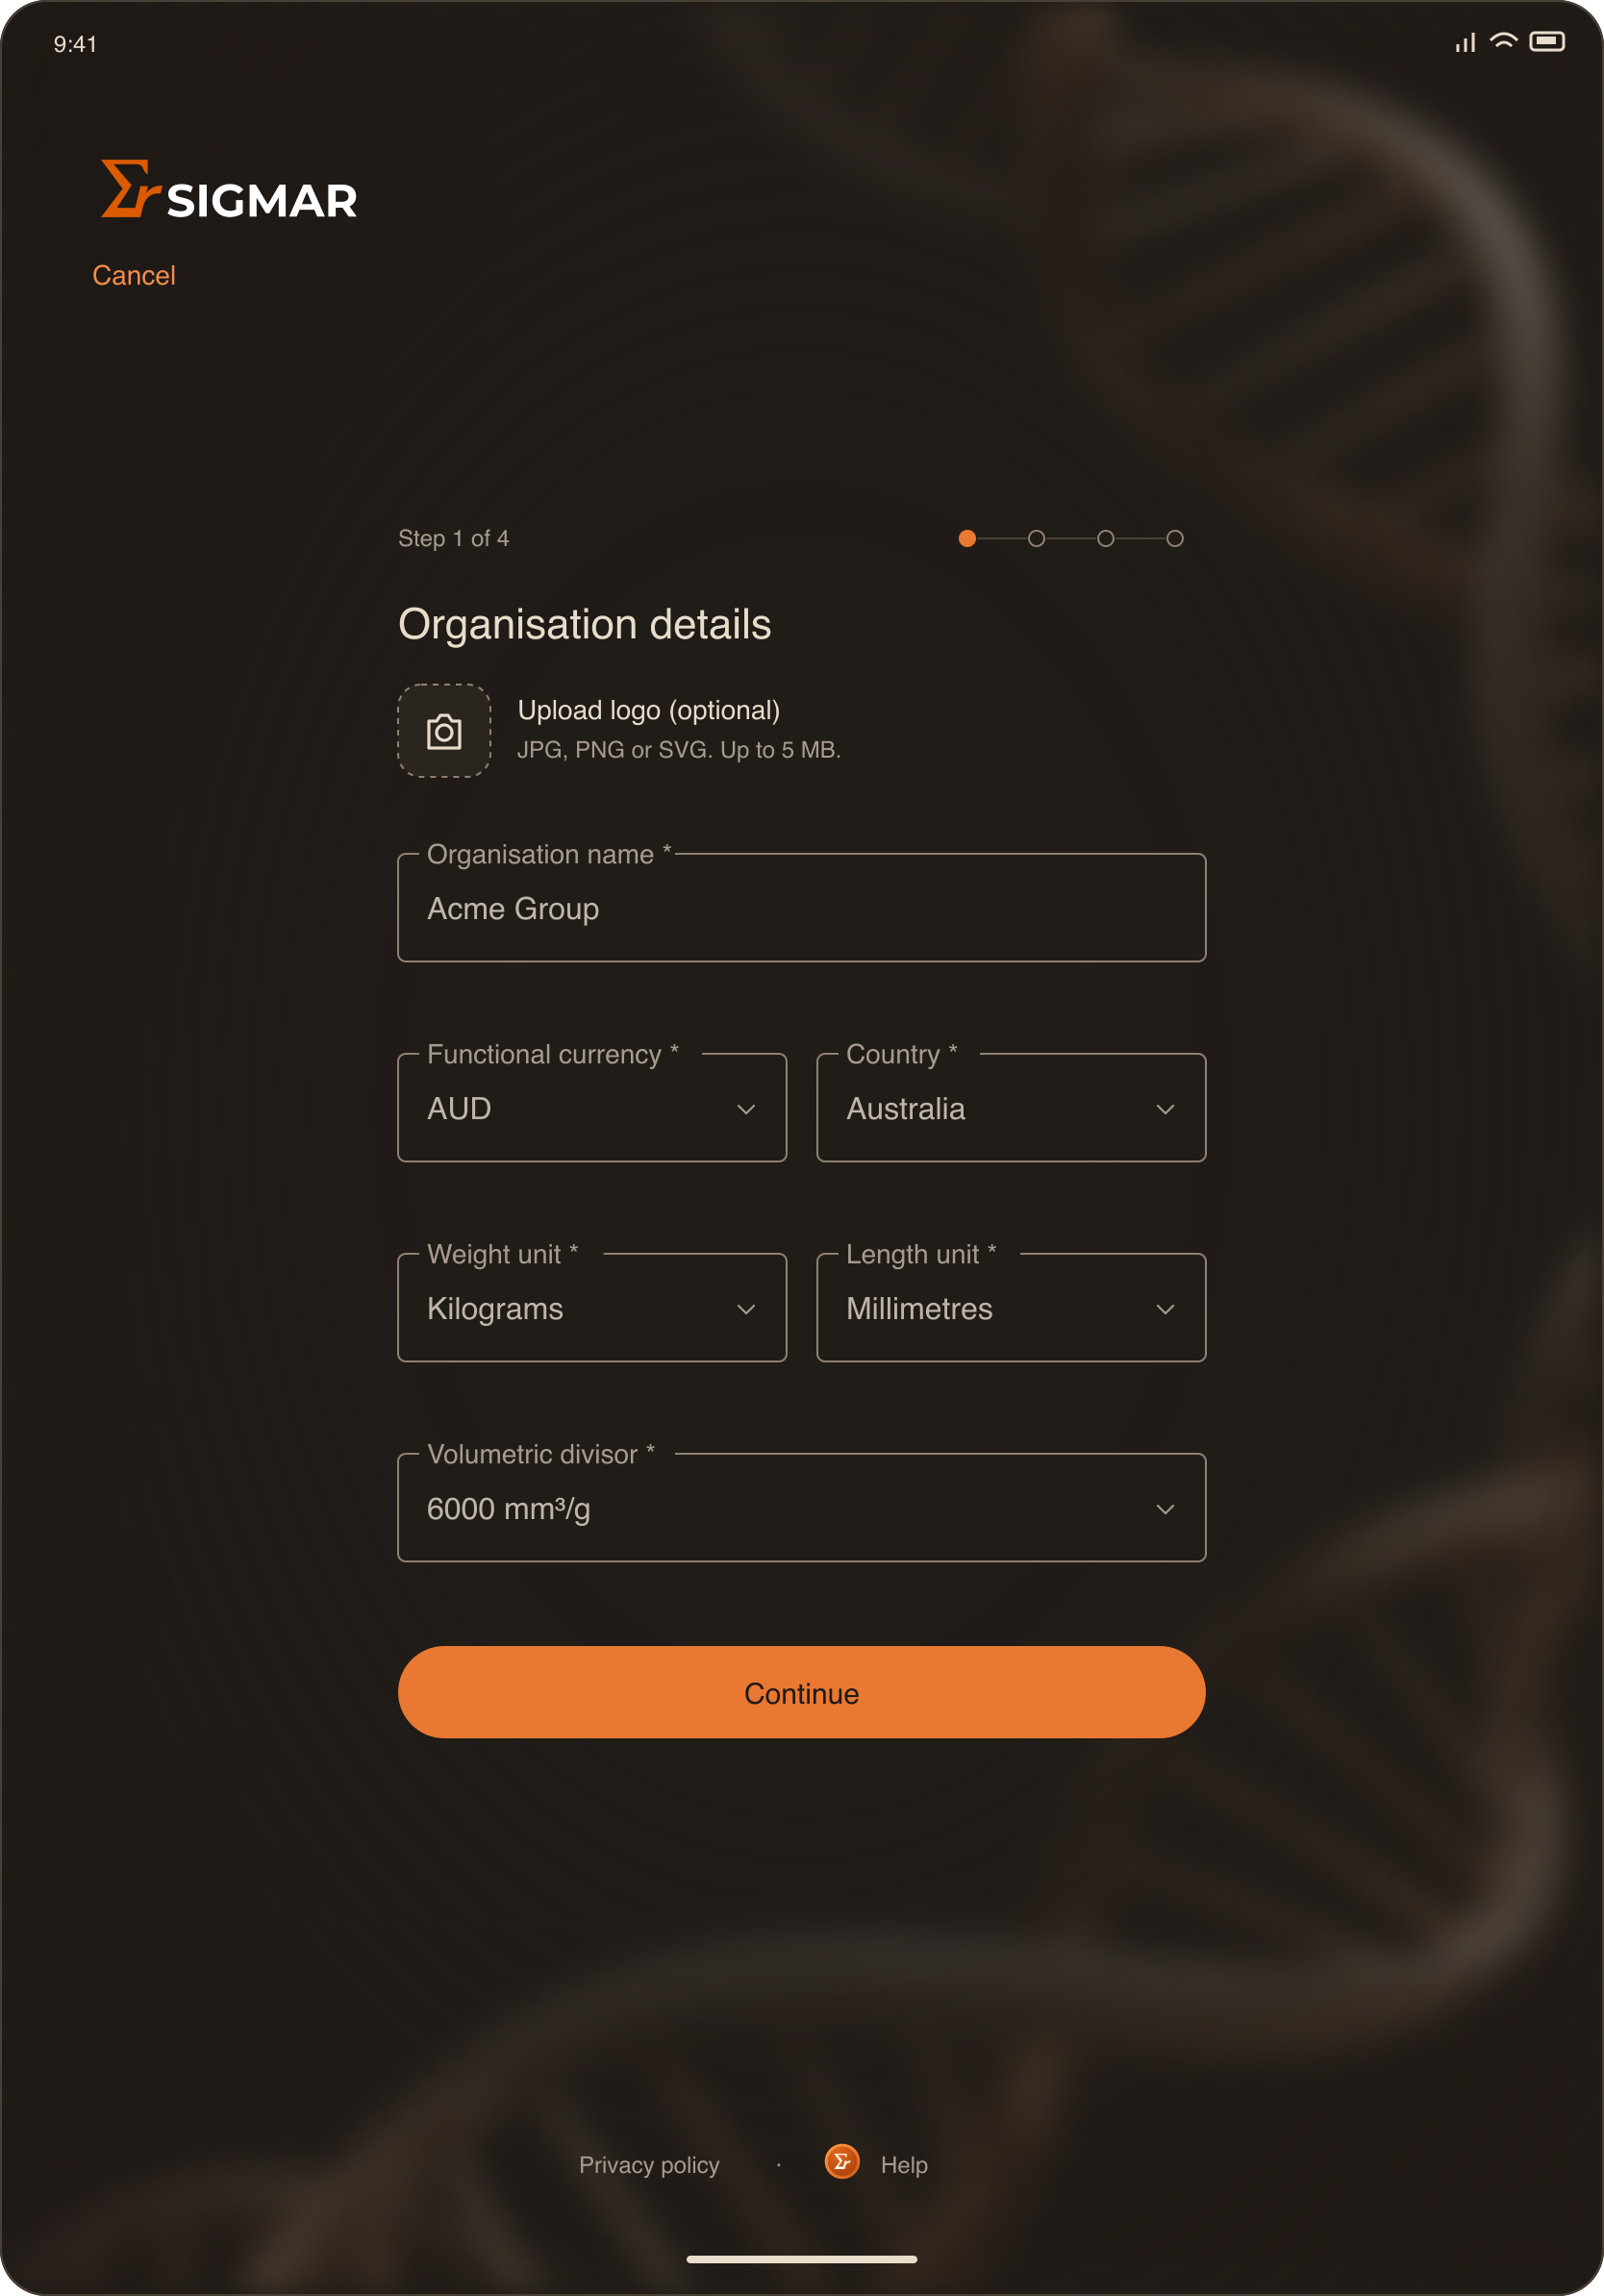 9:41
Σr SIGMAR
Cancel
Step 1 of 4
Organisation details
Upload logo (optional)
JPG, PNG or SVG. Up to 5 MB.
Organisation name *
Acme Group
Functional currency *
AUD
Country *
Australia
Weight unit *
Kilograms
Length unit *
Millimetres
Volumetric divisor *
6000 mm³/g
Continue
Privacy policy · Σr Help